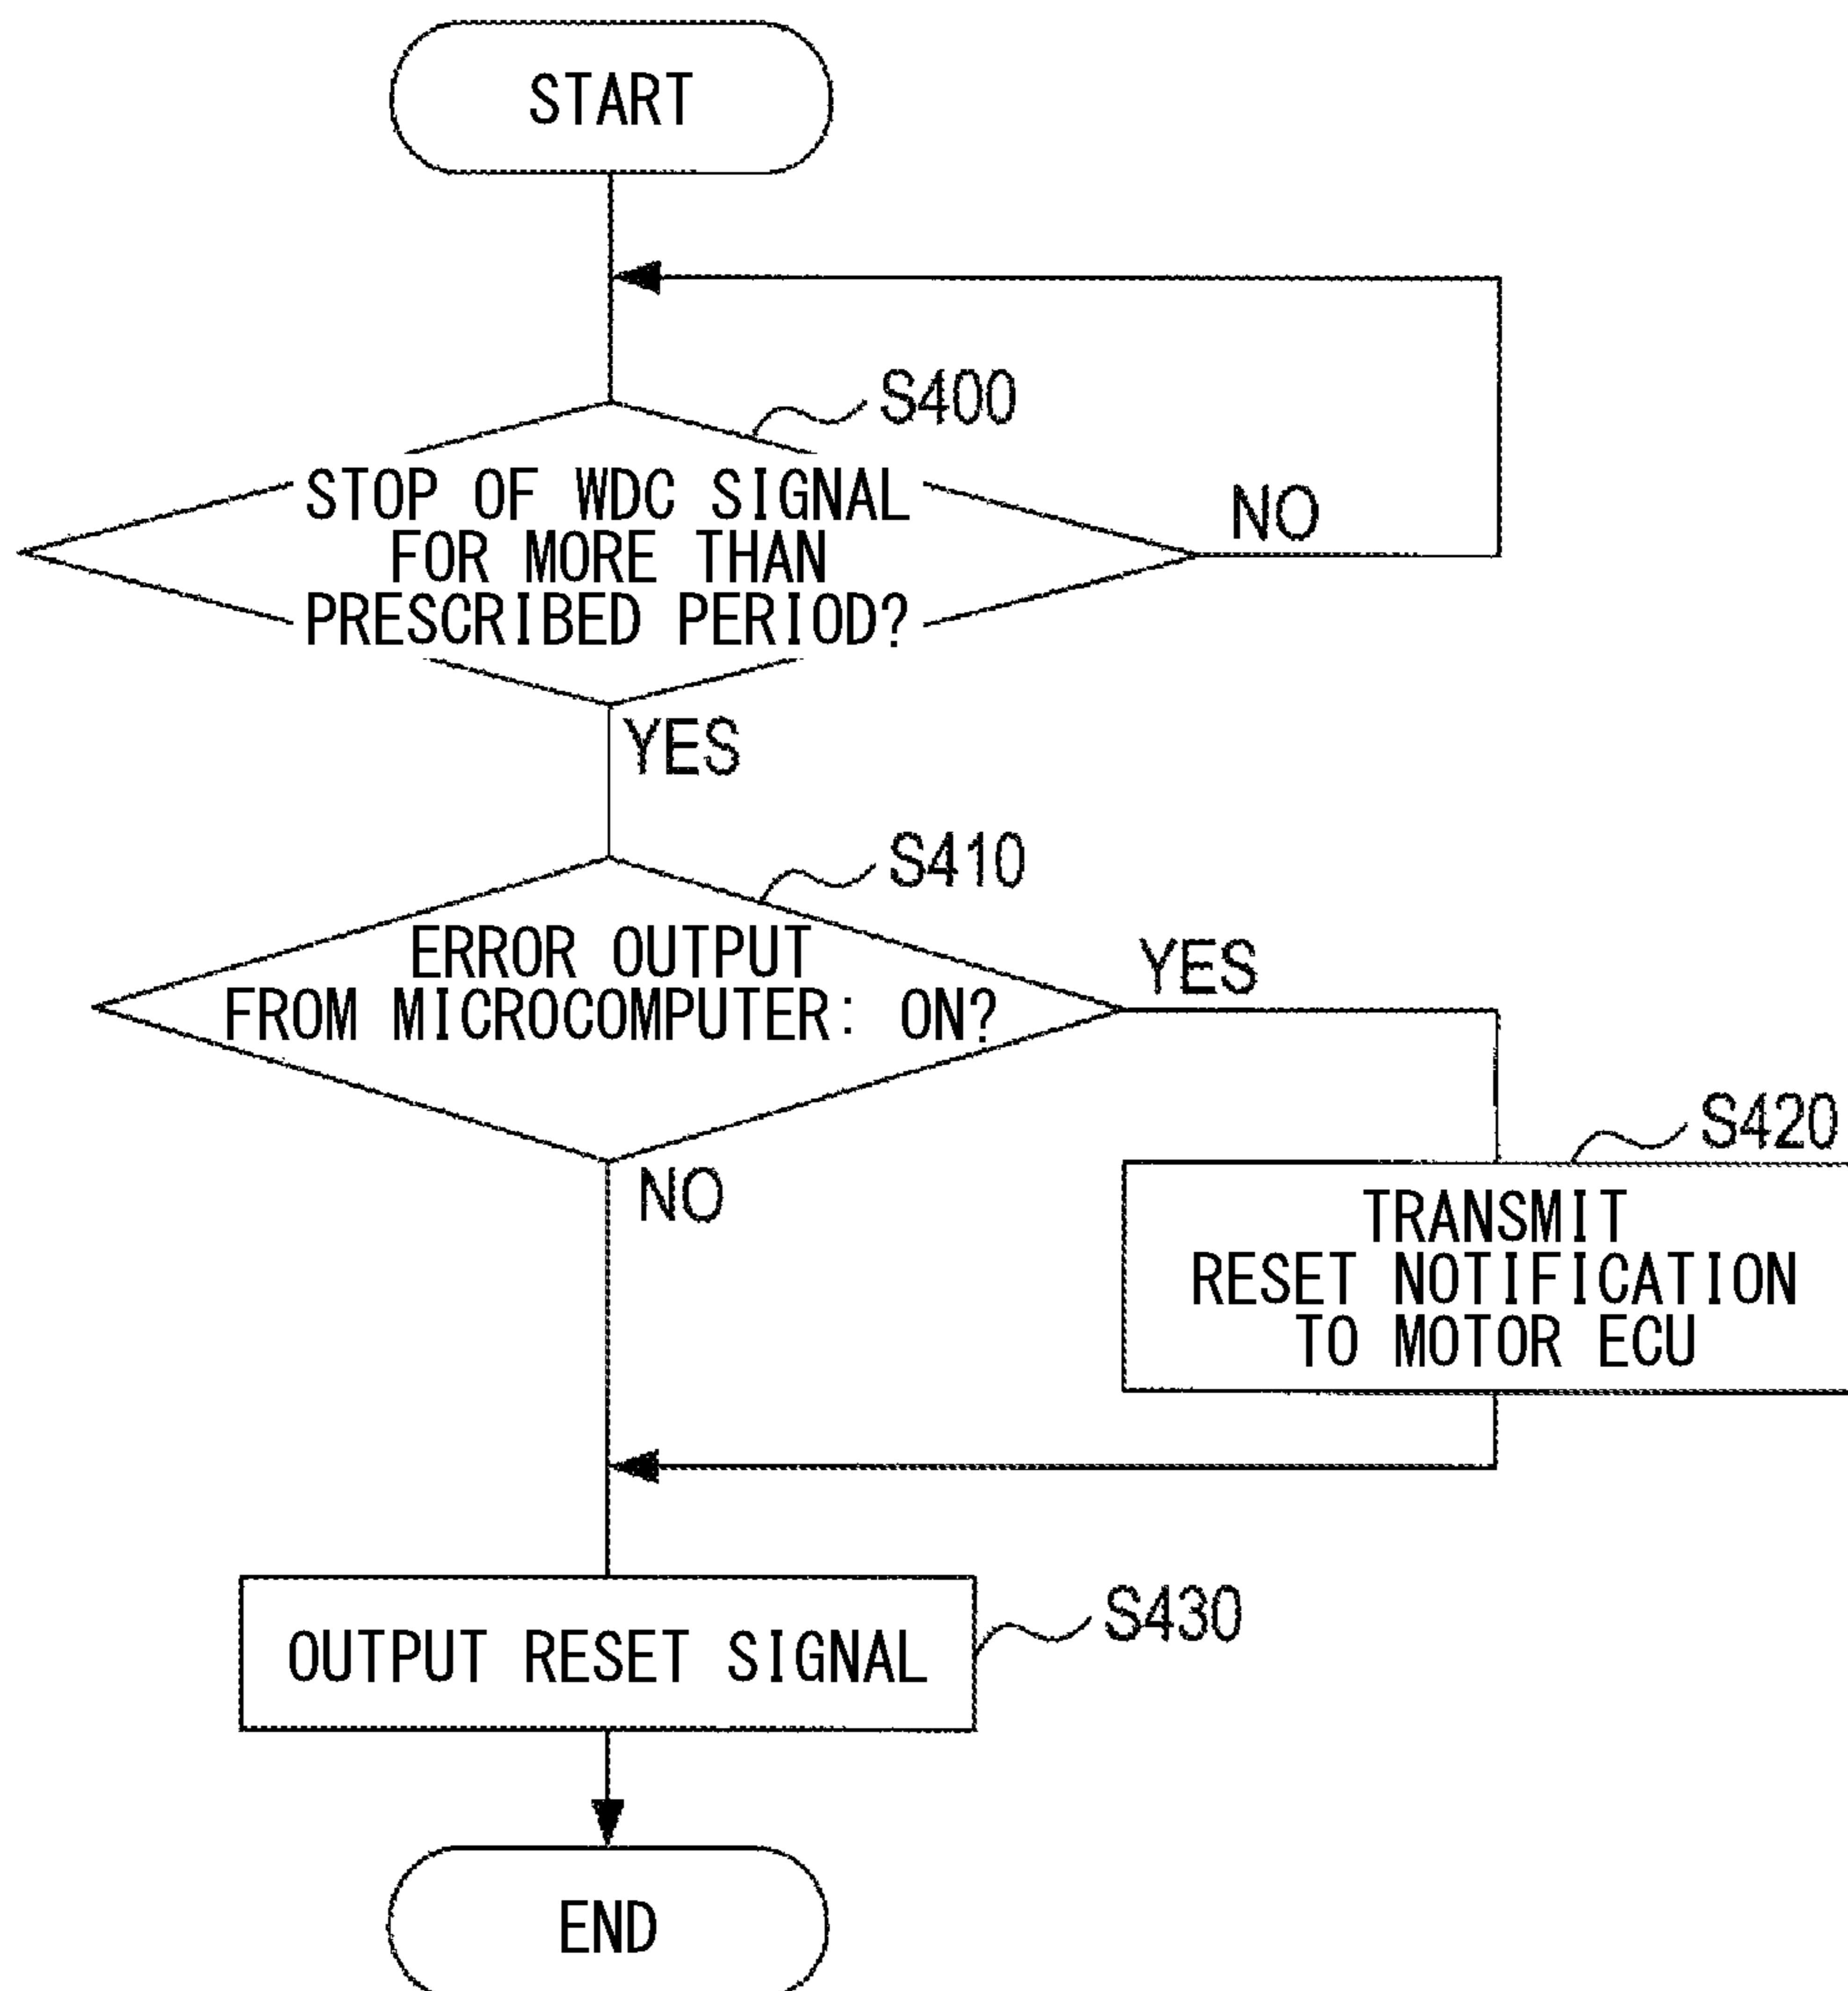 START
S400
STOP OF WDC SIGNAL
FOR MORE THAN
PRESCRIBED PERIOD?
NO
YES
S410
ERROR OUTPUT
FROM MICROCOMPUTER: ON?
YES
NO
S420
TRANSMIT
RESET NOTIFICATION
TO MOTOR ECU
OUTPUT RESET SIGNAL
S430
END